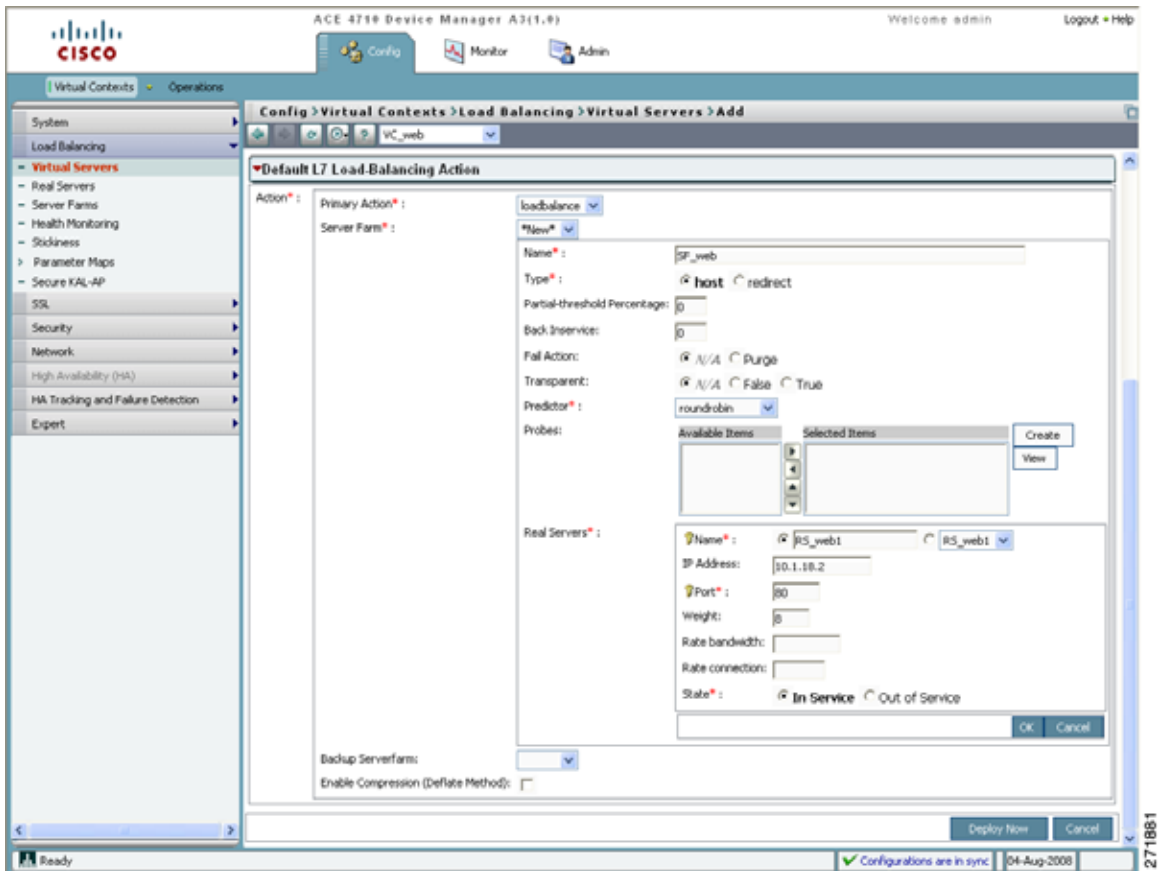 ACE 4710 Device Manager A3(1.0)
Welcome admin
Logout • Help
CISCO
Config
Monitor
Admin
Virtual Contexts
Operations
System
Load Balancing
Virtual Servers
Real Servers
Server Farms
Health Monitoring
Stickiness
Parameter Maps
Secure KAL-AP
SSL
Security
Network
High Availability (HA)
HA Tracking and Failure Detection
Expert
Config > Virtual Contexts > Load Balancing > Virtual Servers > Add
VC_web
Default L7 Load-Balancing Action
Action* :
Primary Action* : loadbalance
Server Farm* : *New*
Name* : SF_web
Type* : host redirect
Partial-threshold Percentage: 0
Back Inservice: 0
Fail Action: N/A Purge
Transparent: N/A False True
Predictor* : roundrobin
Probes: Available Items Selected Items Create
View
Real Servers* :
Name* : RS_web1 RS_web1
IP Address: 10.1.18.2
Port* : 80
Weight: 8
Rate bandwidth:
Rate connection:
State* : In Service Out of Service
OK Cancel
Backup Serverfarm:
Enable Compression (Deflate Method):
Deploy Now Cancel
Ready
Configurations are in sync
04-Aug-2008
271881